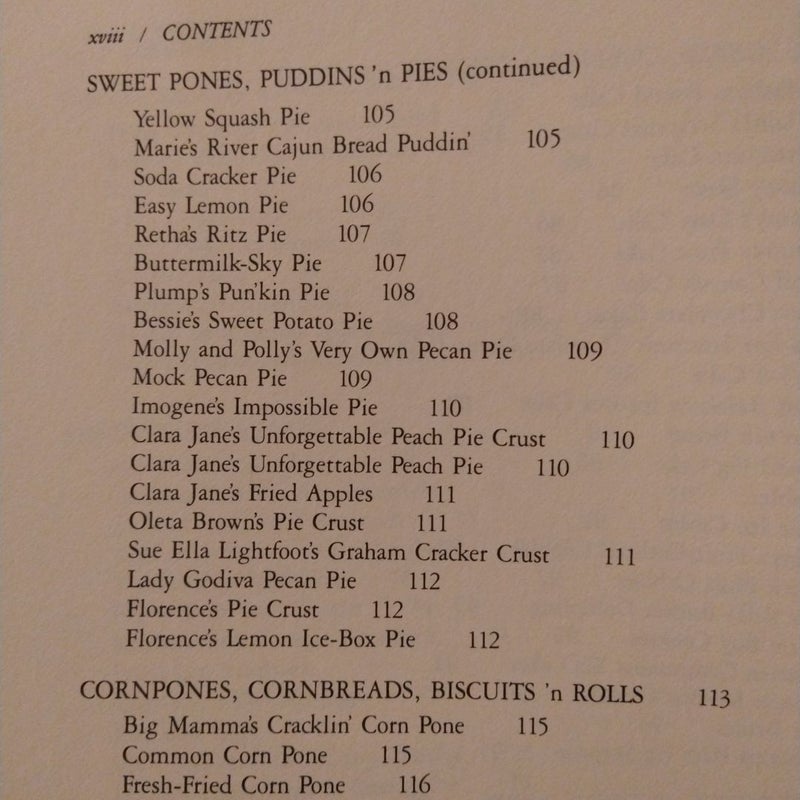 xviii / CONTENTS
SWEET PONES, PUDDINS 'n PIES (continued)
Yellow Squash Pie 105
Marie's River Cajun Bread Puddin' 105
Soda Cracker Pie 106
Easy Lemon Pie 106
Retha's Ritz Pie 107
Buttermilk-Sky Pie 107
Plump's Pun'kin Pie 108
Bessie's Sweet Potato Pie 108
Molly and Polly's Very Own Pecan Pie 109
Mock Pecan Pie 109
Imogene's Impossible Pie 110
Clara Jane's Unforgettable Peach Pie Crust 110
Clara Jane's Unforgettable Peach Pie 110
Clara Jane's Fried Apples 111
Oleta Brown's Pie Crust 111
Sue Ella Lightfoot's Graham Cracker Crust 111
Lady Godiva Pecan Pie 112
Florence's Pie Crust 112
Florence's Lemon Ice-Box Pie 112
CORNPONES, CORNBREADS, BISCUITS 'n ROLLS 113
Big Mamma's Cracklin' Corn Pone 115
Common Corn Pone 115
Fresh-Fried Corn Pone 116